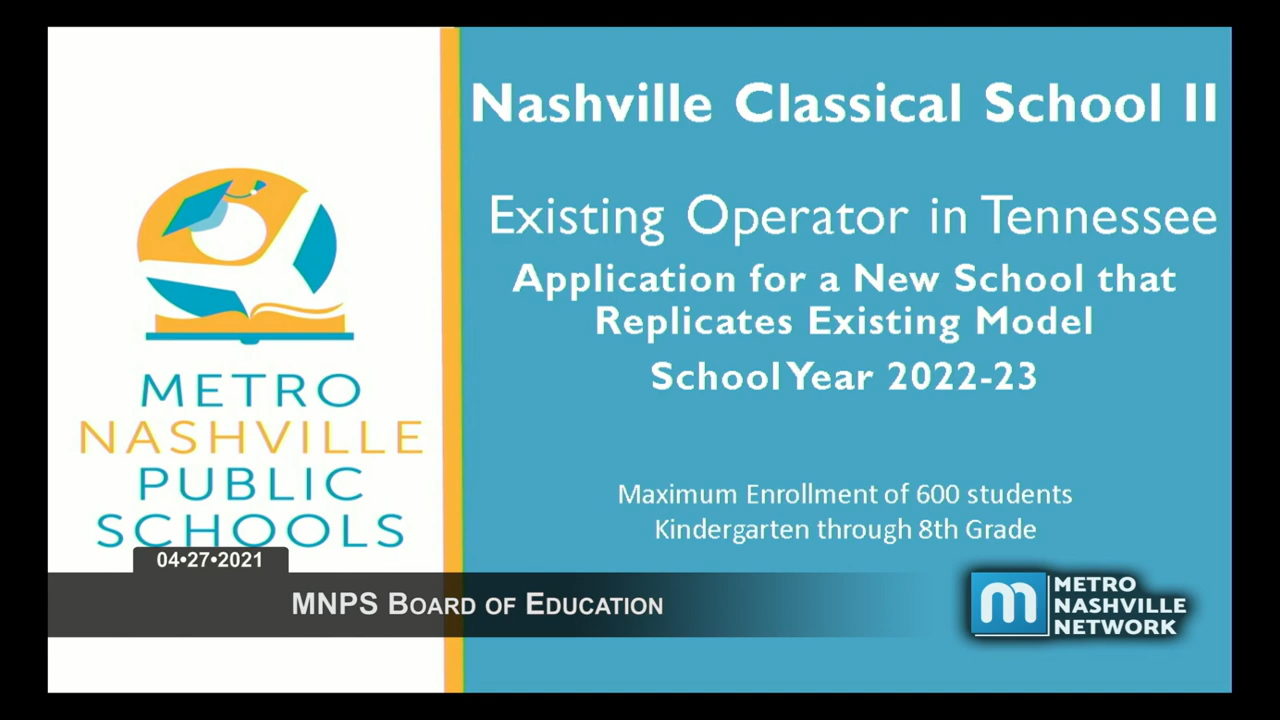 Nashville Classical School II
Existing Operator in Tennessee
Application for a New School that
Replicates Existing Model
School Year 2022-23
Maximum Enrollment of 600 students
Kindergarten through 8th Grade
METRO
NASHVILLE
PUBLIC
SCHOOLS
04•27•2021
MNPS BOARD OF EDUCATION
m METRO
NASHVILLE
NETWORK